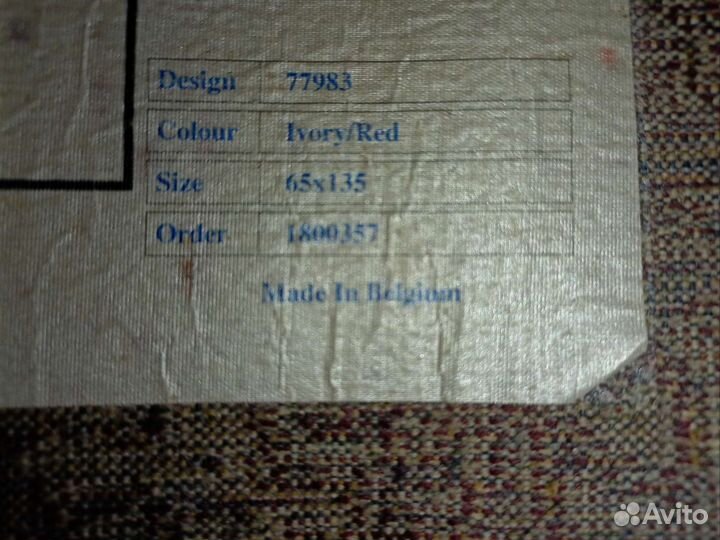 Design 77983
Colour Ivory/Red
Size 65x135
Order 1800357
Made In Belgium
Avito